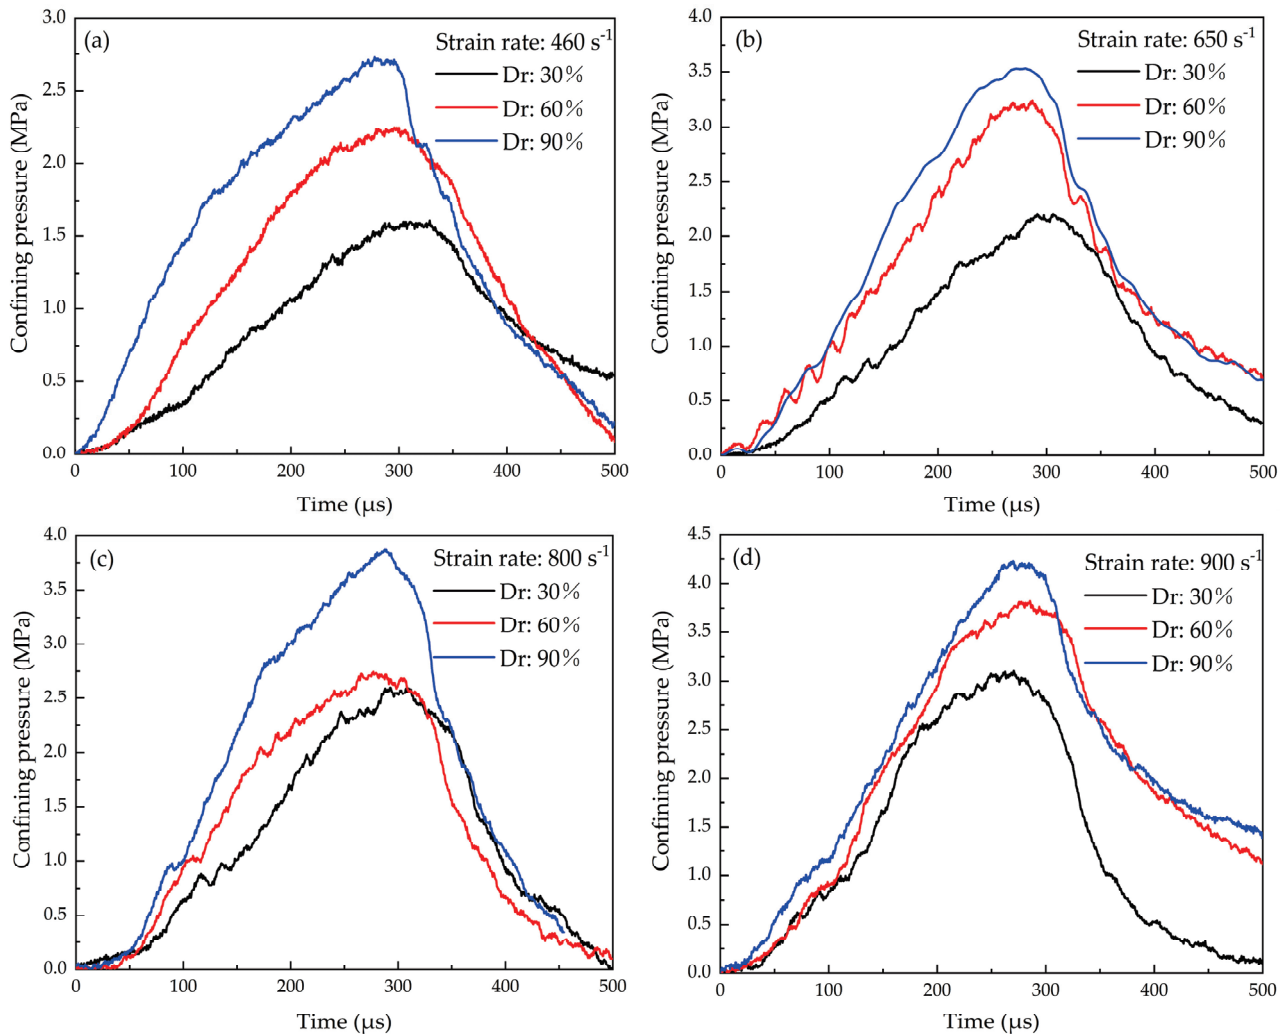 (a)
Strain rate: 460 s⁻¹
Dr: 30%
Dr: 60%
Dr: 90%
Confining pressure (MPa)
3.0
2.5
2.0
1.5
1.0
0.5
0.0
0 100 200 300 400 500
Time (μs)
(b)
Strain rate: 650 s⁻¹
Dr: 30%
Dr: 60%
Dr: 90%
Confining pressure (MPa)
4.0
3.5
3.0
2.5
2.0
1.5
1.0
0.5
0.0
0 100 200 300 400 500
Time (μs)
(c)
Strain rate: 800 s⁻¹
Dr: 30%
Dr: 60%
Dr: 90%
Confining pressure (MPa)
4.0
3.5
3.0
2.5
2.0
1.5
1.0
0.5
0.0
0 100 200 300 400 500
Time (μs)
(d)
Strain rate: 900 s⁻¹
Dr: 30%
Dr: 60%
Dr: 90%
Confining pressure (MPa)
4.5
4.0
3.5
3.0
2.5
2.0
1.5
1.0
0.5
0.0
0 100 200 300 400 500
Time (μs)